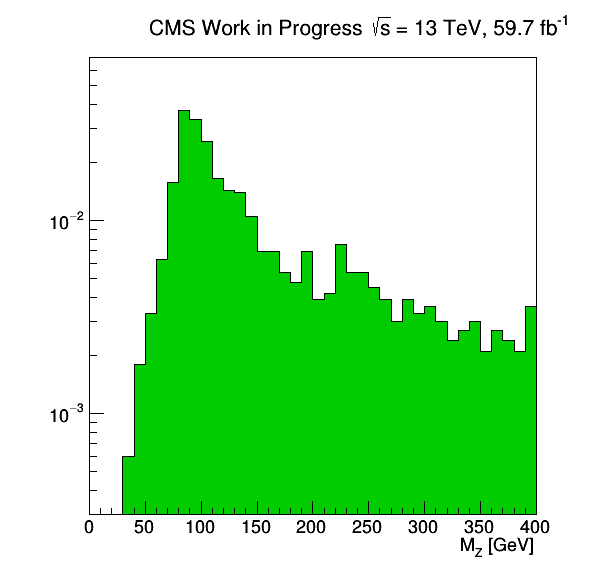 CMS Work in Progress √s = 13 TeV, 59.7 fb⁻¹
10⁻²
10⁻³
0 50 100 150 200 250 300 350 400
M_Z [GeV]